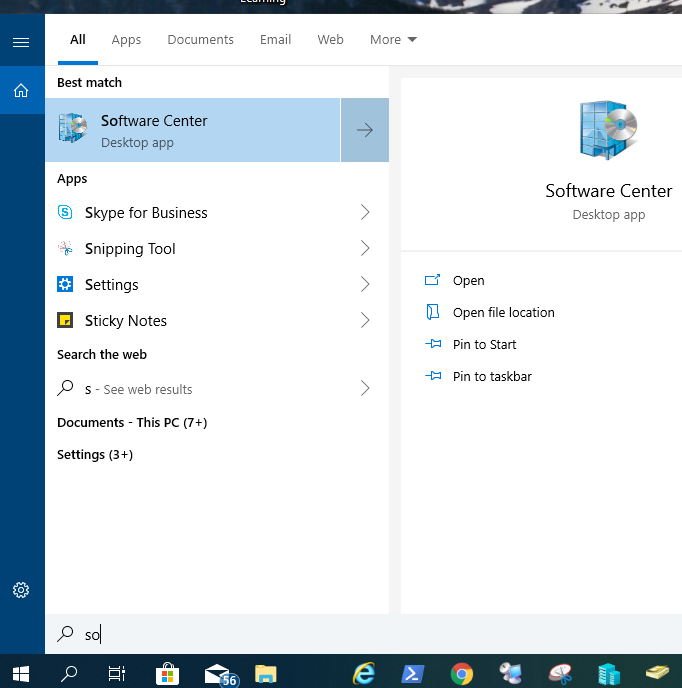 Learning
All Apps Documents Email Web More
Best match
Software Center
Desktop app
Apps
Skype for Business
Snipping Tool
Settings
Sticky Notes
Search the web
s - See web results
Documents - This PC (7+)
Settings (3+)
Software Center
Desktop app
Open
Open file location
Pin to Start
Pin to taskbar
so
56